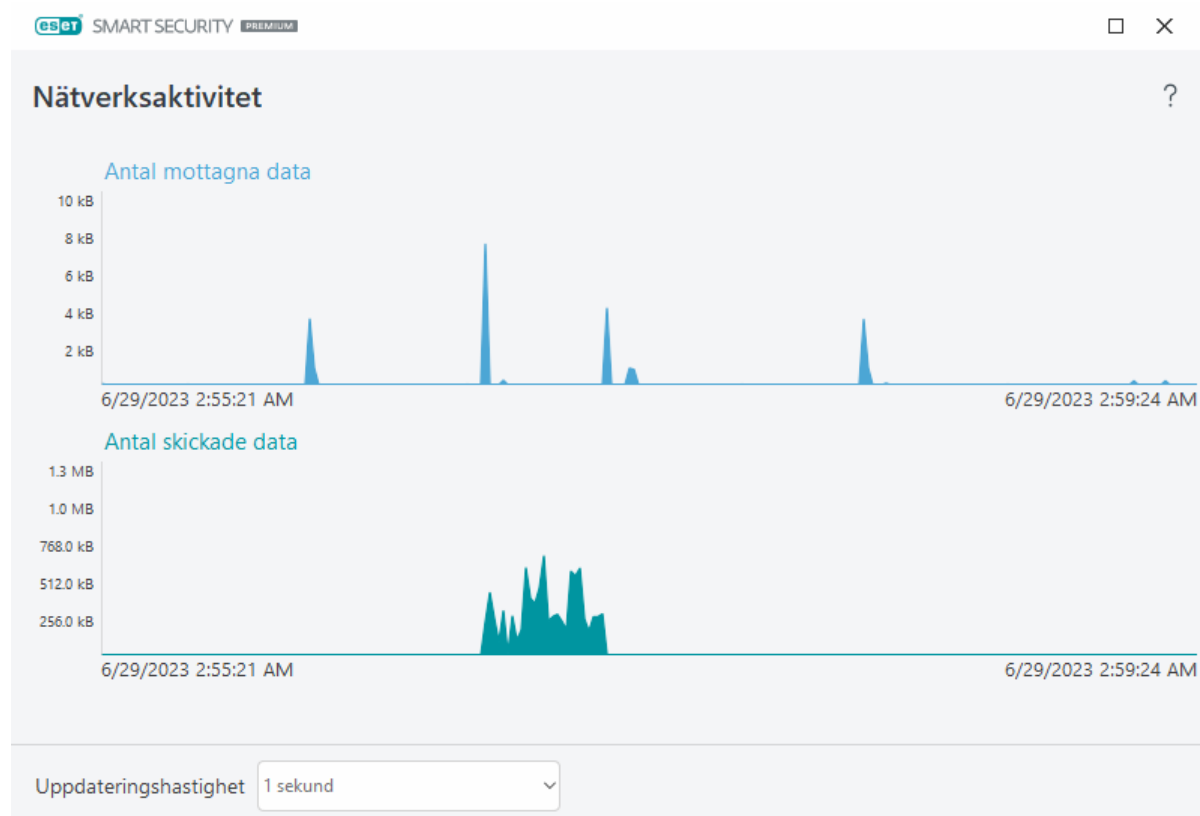 eset SMART SECURITY PREMIUM
Nätverksaktivitet
?
Antal mottagna data
10 kB
8 kB
6 kB
4 kB
2 kB
6/29/2023 2:55:21 AM 6/29/2023 2:59:24 AM
Antal skickade data
1.3 MB
1.0 MB
768.0 kB
512.0 kB
256.0 kB
6/29/2023 2:55:21 AM 6/29/2023 2:59:24 AM
Uppdateringshastighet 1 sekund